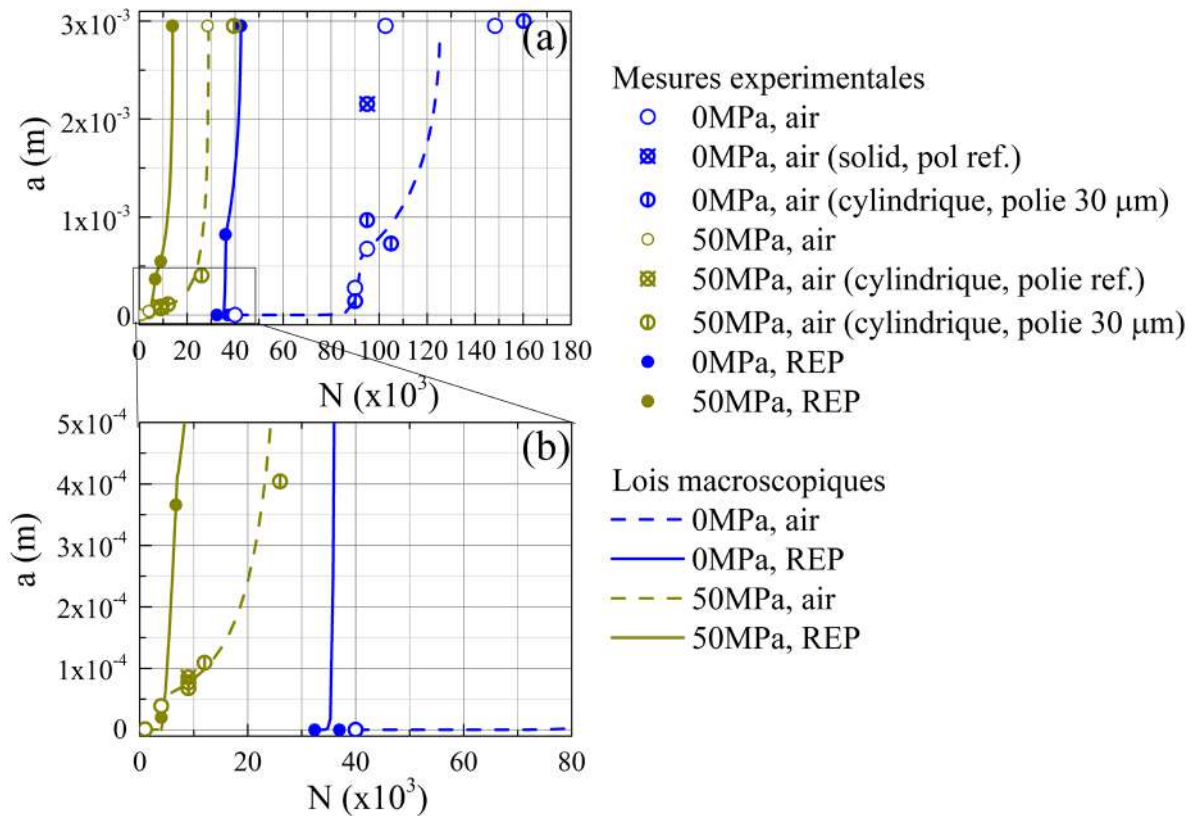 3x10⁻³
2x10⁻³
1x10⁻³
0
a (m)
(a)
0 20 40 60 80 100 120 140 160 180
N (x10³)
5x10⁻⁴
4x10⁻⁴
3x10⁻⁴
2x10⁻⁴
1x10⁻⁴
0
a (m)
(b)
0 20 40 60 80
N (x10³)
Mesures experimentales
0MPa, air
0MPa, air (solid, pol ref.)
0MPa, air (cylindrique, polie 30 μm)
50MPa, air
50MPa, air (cylindrique, polie ref.)
50MPa, air (cylindrique, polie 30 μm)
0MPa, REP
50MPa, REP
Lois macroscopiques
0MPa, air
0MPa, REP
50MPa, air
50MPa, REP